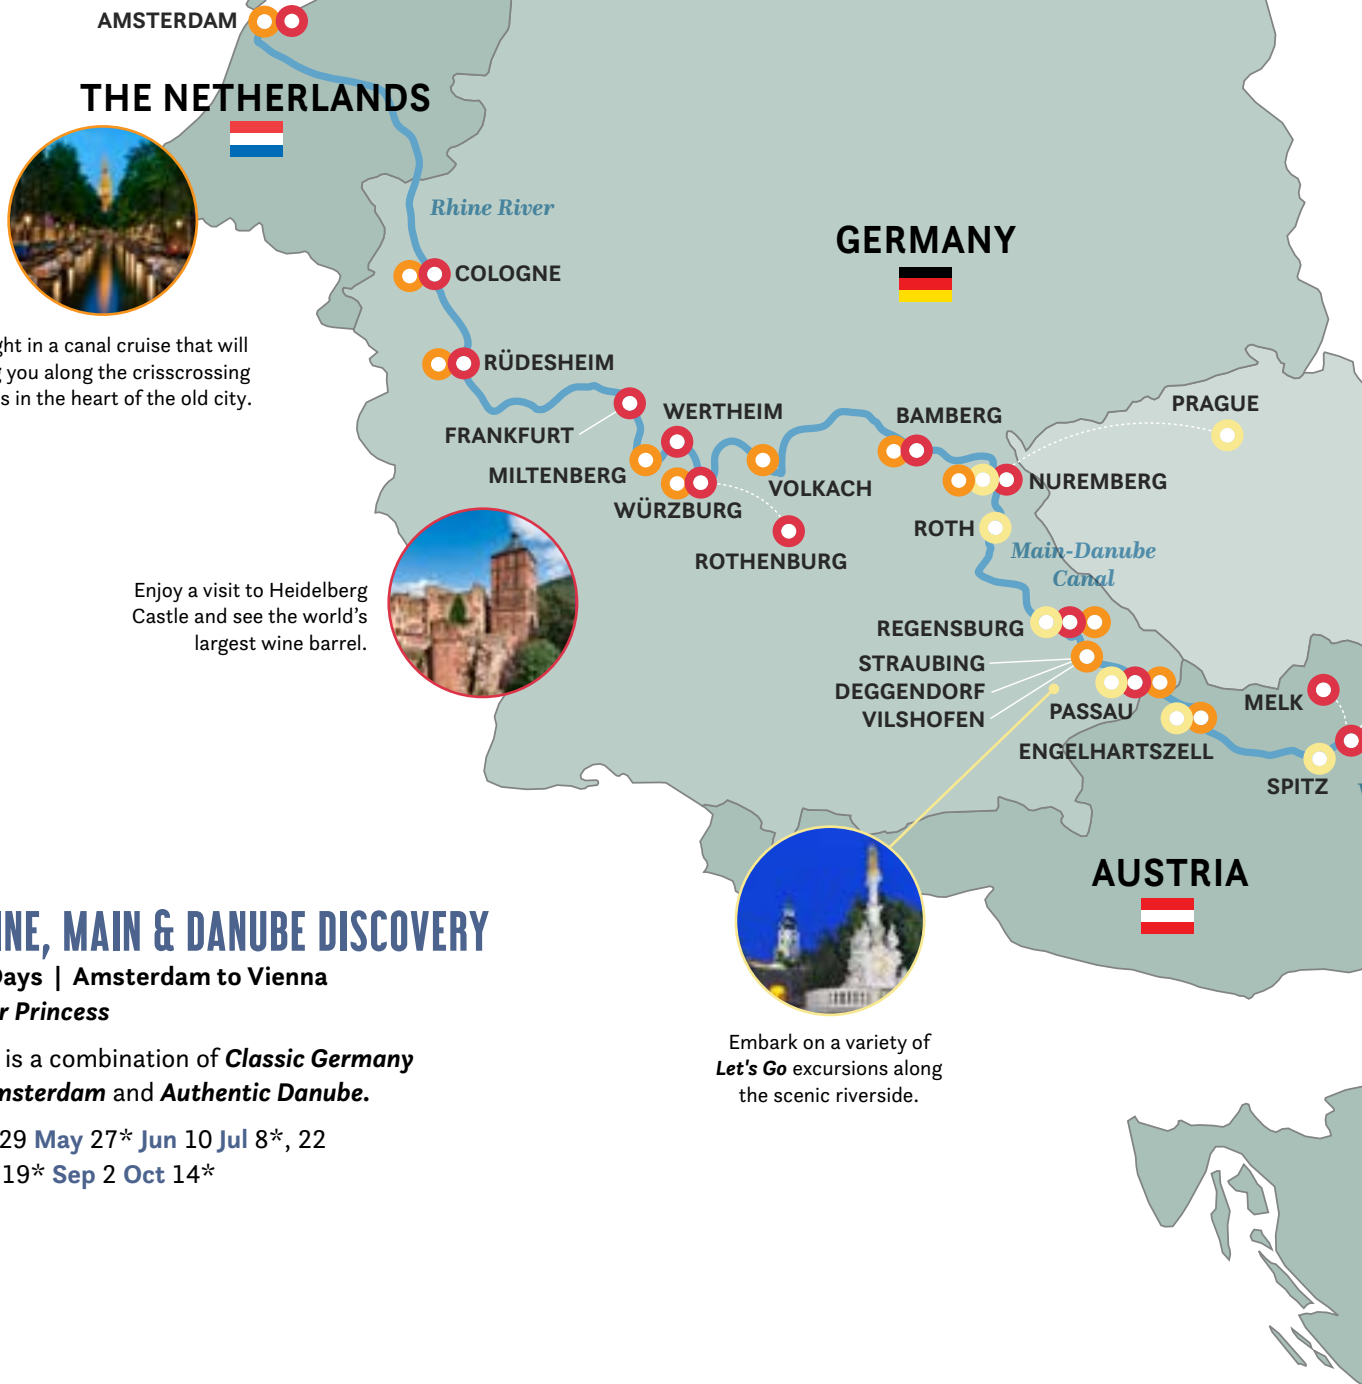 AMSTERDAM
THE NETHERLANDS
Rhine River
GERMANY
COLOGNE
RÜDESHEIM
you along the crisscrossing
in the heart of the old city.
in a canal cruise that will
FRANKFURT
WERTHEIM
BAMBERG
PRAGUE
MILTENBERG
VOLKACH
NUREMBERG
WÜRZBURG
ROTH
ROTHENBURG
Main-Danube
Canal
Enjoy a visit to Heidelberg
Castle and see the world's
largest wine barrel.
REGENSBURG
STRAUBING
DEGGENDORF
VILSHOFEN
PASSAU
MELK
ENGELHARTSZELL
SPITZ
AUSTRIA
Embark on a variety of
Let's Go excursions along
the scenic riverside.
INE, MAIN & DANUBE DISCOVERY
Days | Amsterdam to Vienna
r Princess
is a combination of Classic Germany
msterdam and Authentic Danube.
29 May 27* Jun 10 Jul 8*, 22
19* Sep 2 Oct 14*